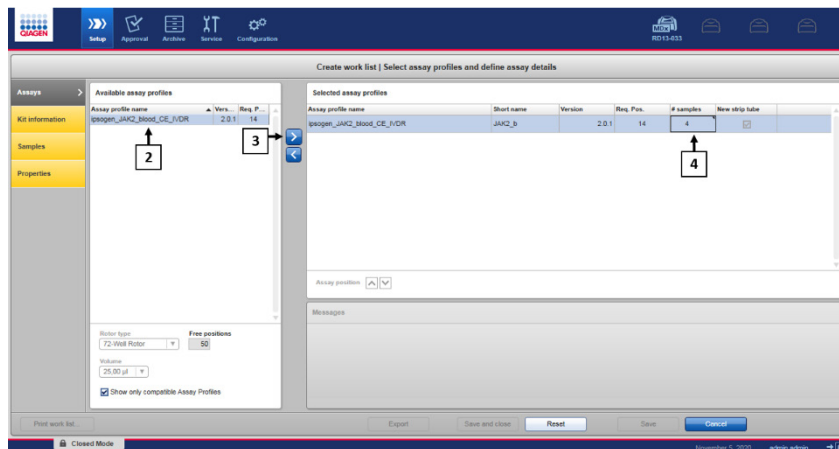 QIAGEN
Setup Approval Archive Service Configuration
MDx
RD13-033
Create work list | Select assay profiles and define assay details
Assays
Kit information
Samples
Properties
Available assay profiles
Assay profile name Vers... Req. P...
ipsogen_JAK2_blood_CE_IVDR 2.0.1 14
2
3
Rotor type Free positions
72-Well Rotor 50
Volume
25,00 µl
Show only compatible Assay Profiles
Selected assay profiles
Assay profile name Short name Version Req. Pos. # samples New strip tube
ipsogen_JAK2_blood_CE_IVDR JAK2_b 2.0.1 14 4
4
Assay position
Messages
Print work list... Export Save and close Reset Save Cancel
Closed Mode November 5, 2020 admin admin